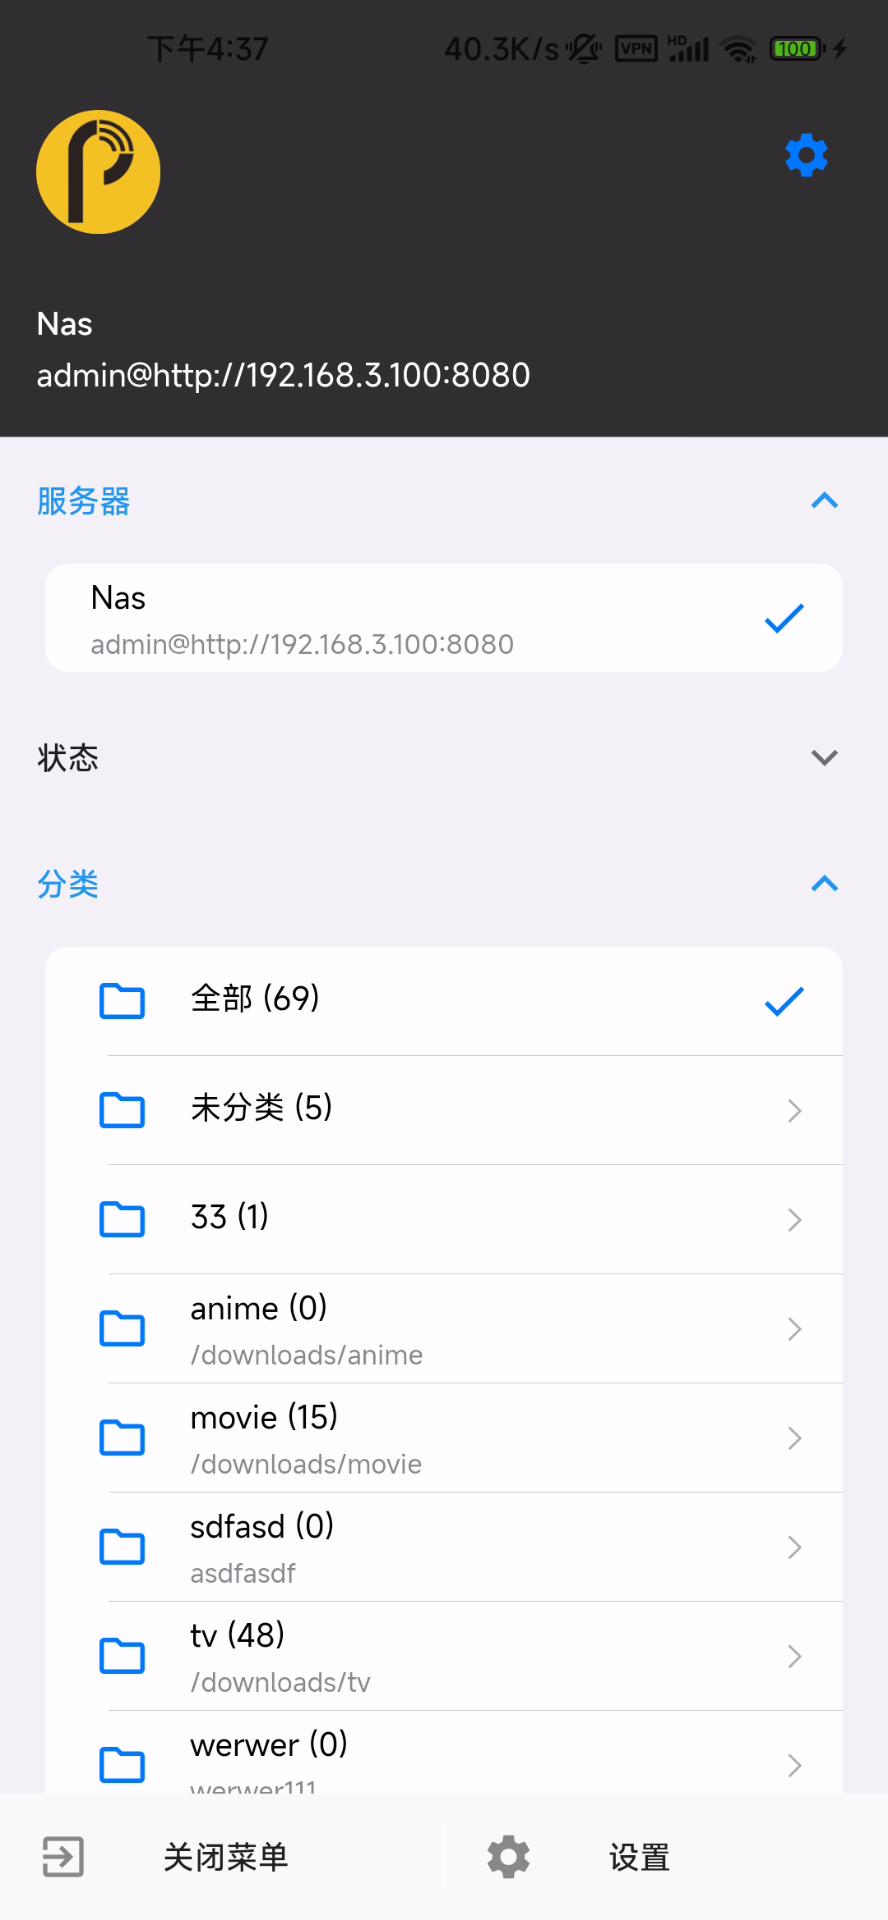 下午4:37
40.3K/s
VPN
HD
100
Nas
admin@http://192.168.3.100:8080
服务器
Nas
admin@http://192.168.3.100:8080
状态
分类
全部 (69)
未分类 (5)
33 (1)
anime (0)
/downloads/anime
movie (15)
/downloads/movie
sdfasd (0)
asdfasdf
tv (48)
/downloads/tv
werwer (0)
werwer111
关闭菜单
设置